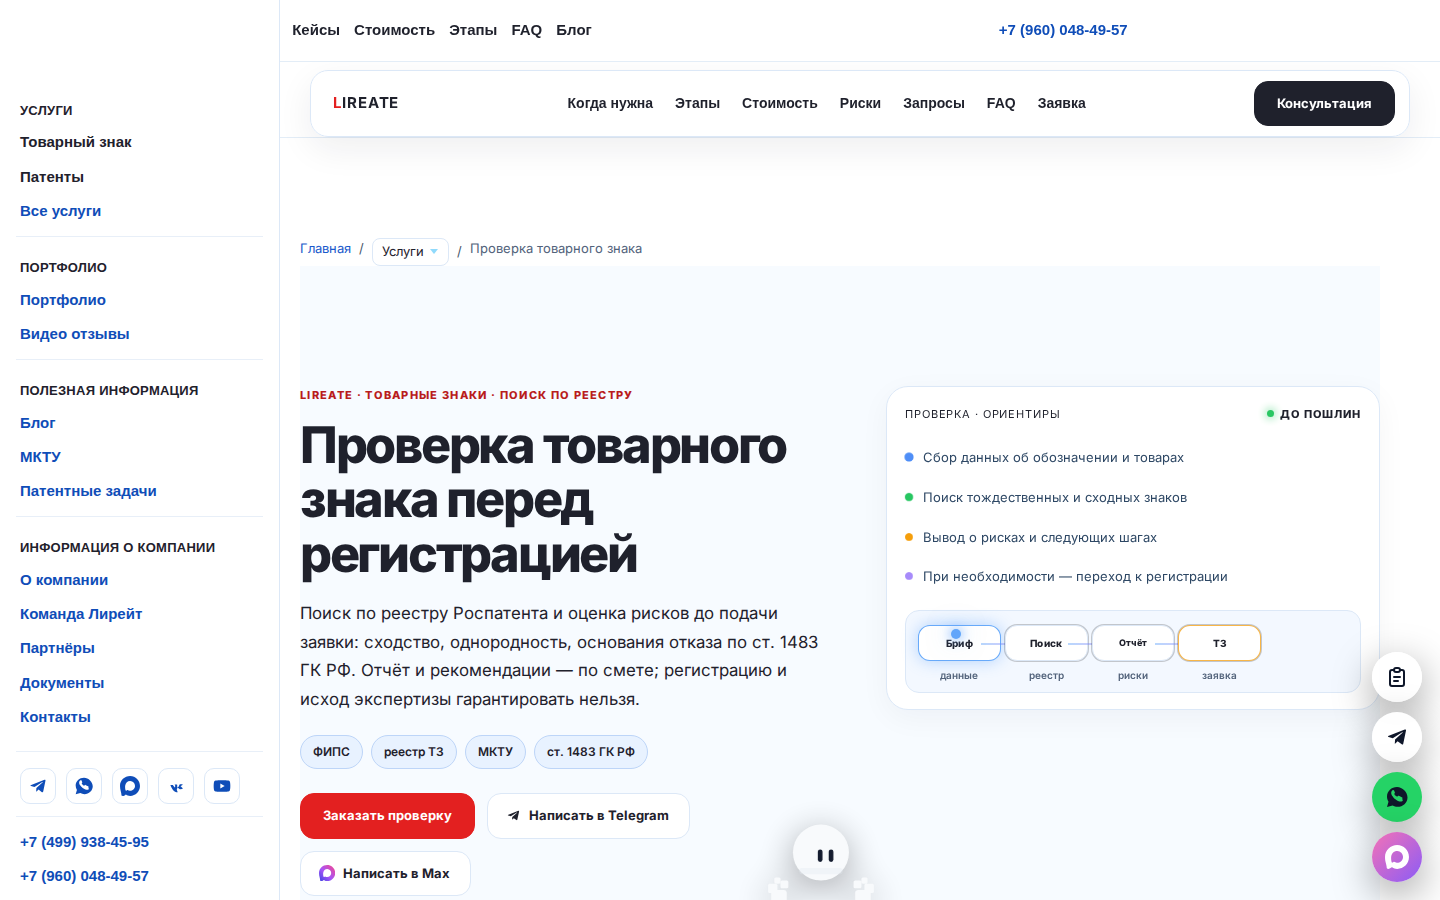 Кейсы Стоимость Этапы FAQ Блог
+7 (960) 048-49-57
LIREATE
Когда нужна Этапы Стоимость Риски Запросы FAQ Заявка
Консультация
УСЛУГИ
Товарный знак
Патенты
Все услуги
ПОРТФОЛИО
Портфолио
Видео отзывы
ПОЛЕЗНАЯ ИНФОРМАЦИЯ
Блог
МКТУ
Патентные задачи
ИНФОРМАЦИЯ О КОМПАНИИ
О компании
Команда Лирейт
Партнёры
Документы
Контакты
+7 (499) 938-45-95
+7 (960) 048-49-57
Главная / Услуги / Проверка товарного знака
LIREATE · ТОВАРНЫЕ ЗНАКИ · ПОИСК ПО РЕЕСТРУ
Проверка товарного
знака перед
регистрацией
Поиск по реестру Роспатента и оценка рисков до подачи
заявки: сходство, однородность, основания отказа по ст. 1483
ГК РФ. Отчёт и рекомендации — по смете; регистрацию и
исход экспертизы гарантировать нельзя.
ФИПС реестр ТЗ МКТУ ст. 1483 ГК РФ
Заказать проверку
Написать в Telegram
Написать в Max
ПРОВЕРКА · ОРИЕНТИРЫ
ДО ПОШЛИН
Сбор данных об обозначении и товарах
Поиск тождественных и сходных знаков
Вывод о рисках и следующих шагах
При необходимости — переход к регистрации
Бриф Поиск Отчёт ТЗ
данные реестр риски заявка